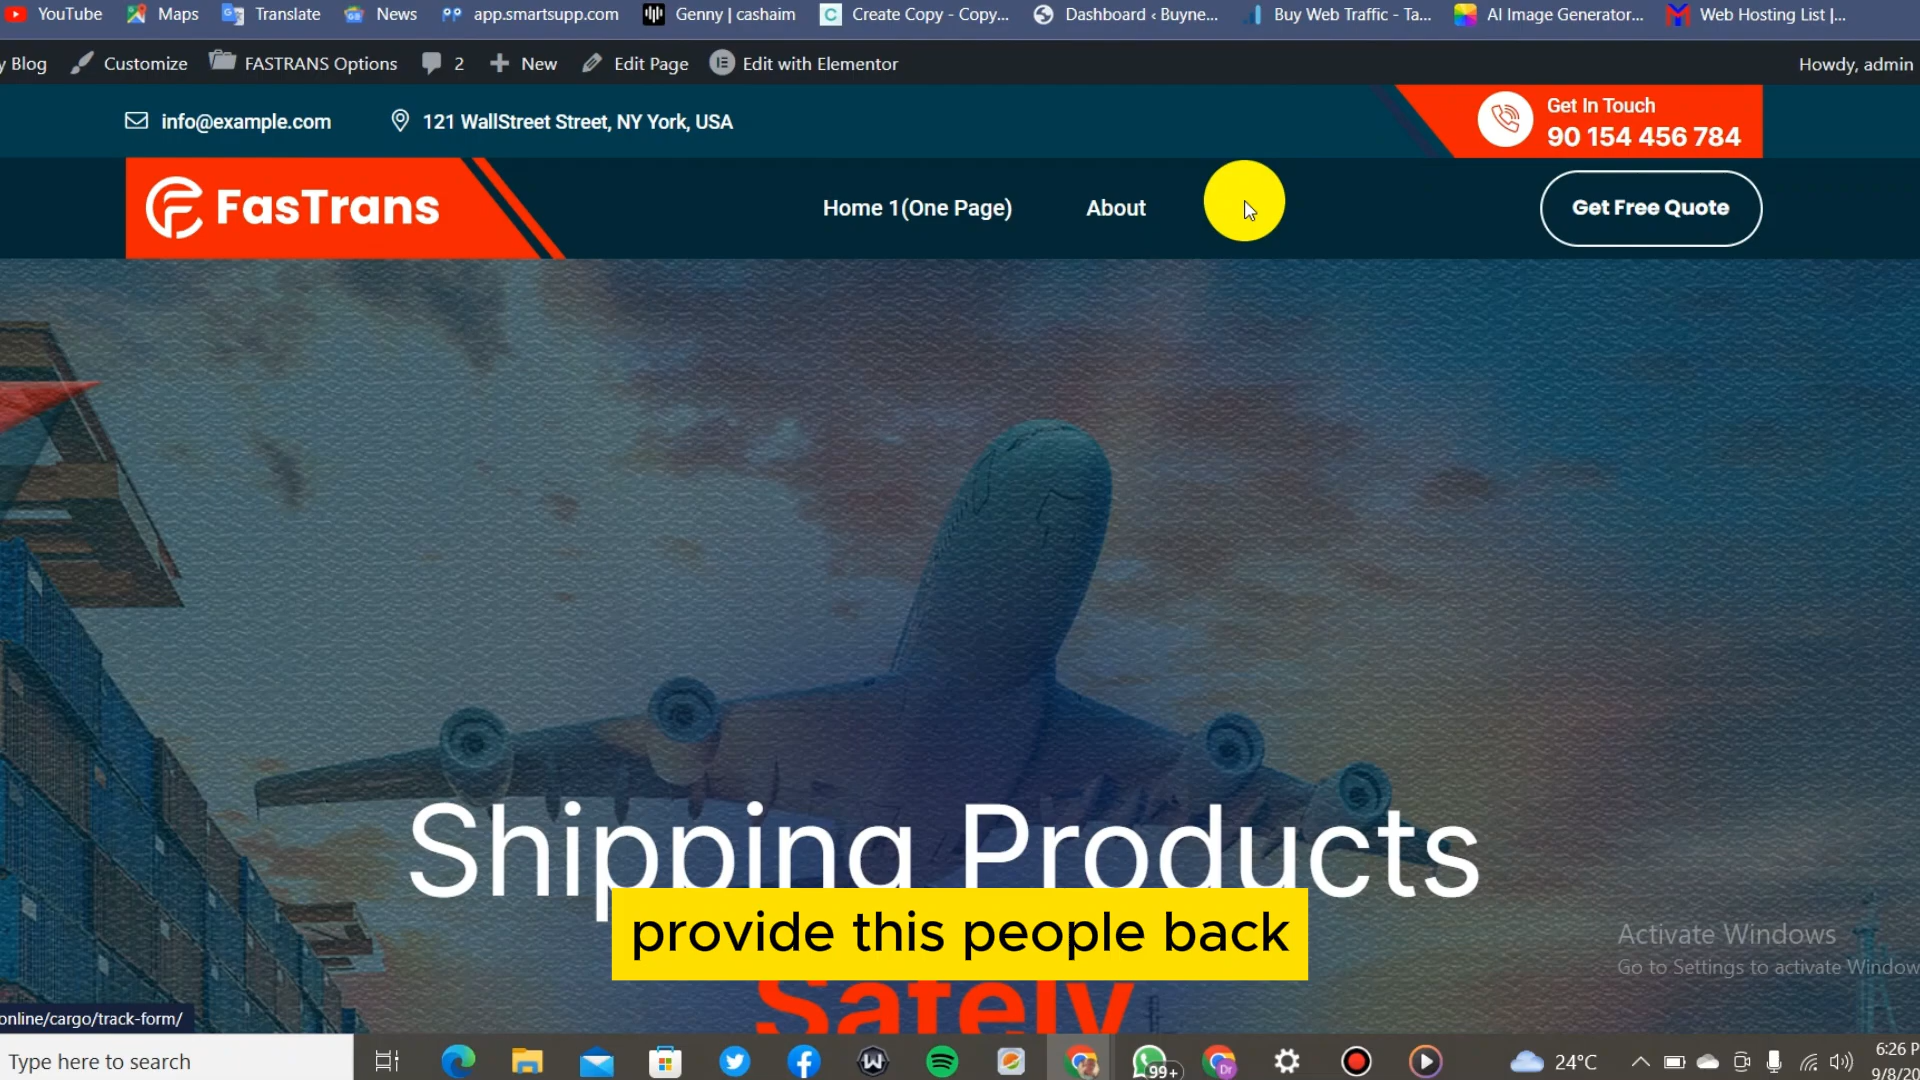 YouTube Maps Translate News app.smartsupp.com Genny | cashaim Create Copy - Copy... Dashboard ‹ Buyne... Buy Web Traffic - Ta... AI Image Generator... Web Hosting List |...
y Blog Customize FASTRANS Options 2 New Edit Page Edit with Elementor Howdy, admin
info@example.com 121 WallStreet Street, NY York, USA Get In Touch
90 154 456 784
FasTrans Home 1(One Page) About Get Free Quote
Shipping Products
provide this people back
Safely
Activate Windows
Go to Settings to activate Window
online/cargo/track-form/
Type here to search 99+ Dr 24°C 6:26 P
9/8/20